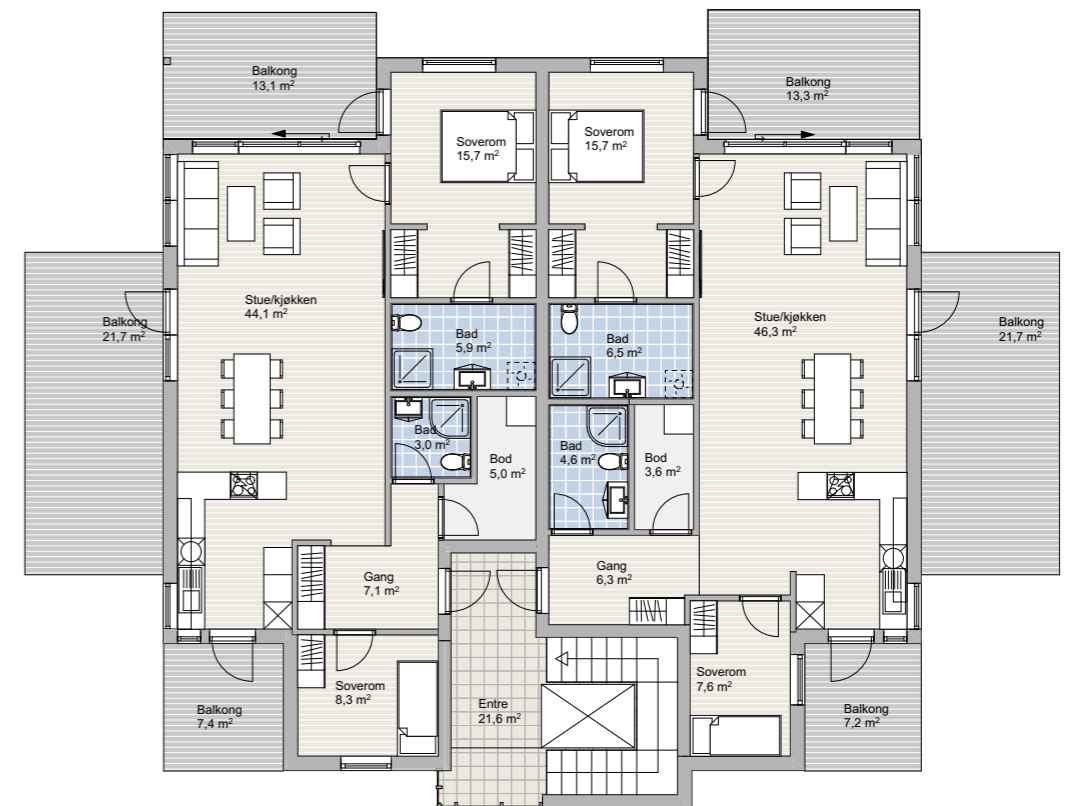 Balkong
13,1 m²
Balkong
13,3 m²
Soverom
15,7 m²
Soverom
15,7 m²
Stue/kjøkken
44,1 m²
Stue/kjøkken
46,3 m²
Balkong
21,7 m²
Balkong
21,7 m²
Bad
5,9 m²
Bad
6,5 m²
Bad
3,0 m²
Bod
5,0 m²
Bad
4,6 m²
Bod
3,6 m²
Gang
7,1 m²
Gang
6,3 m²
Soverom
8,3 m²
Soverom
7,6 m²
Entre
21,6 m²
Balkong
7,4 m²
Balkong
7,2 m²